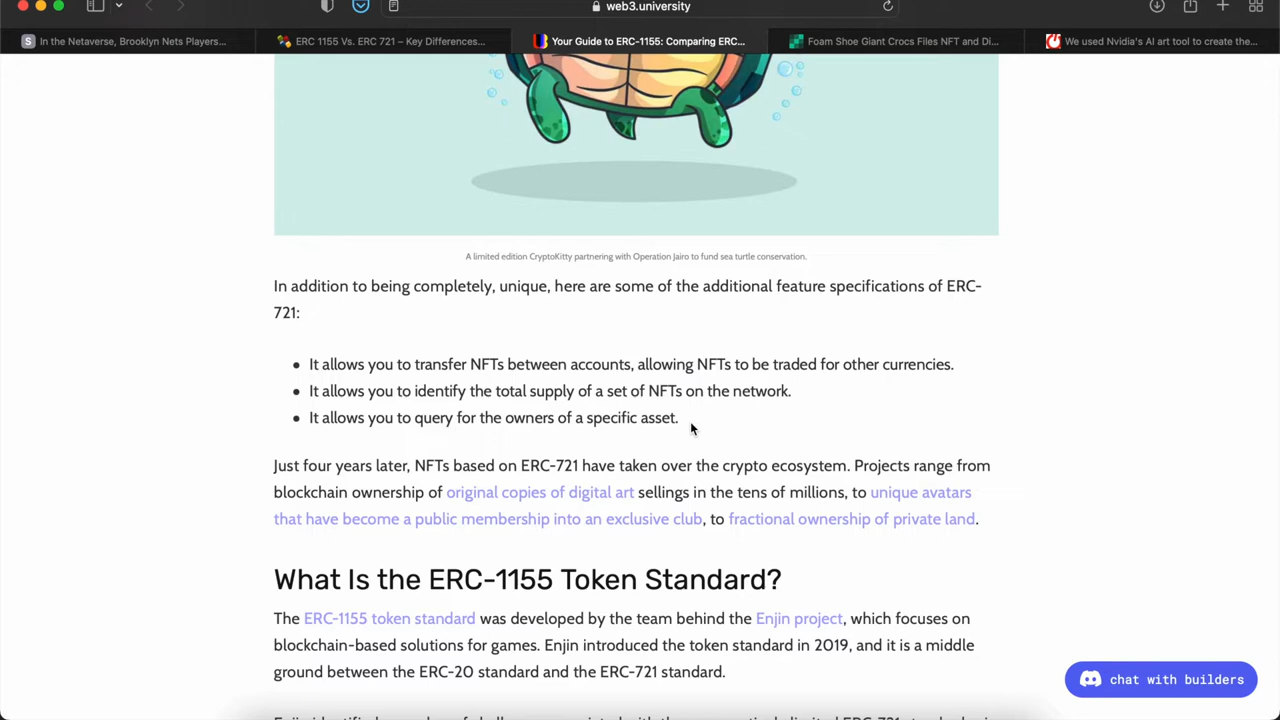 web3.university
In the Netaverse, Brooklyn Nets Players...
ERC 1155 Vs. ERC 721 – Key Differences...
Your Guide to ERC-1155: Comparing ERC...
Foam Shoe Giant Crocs Files NFT and Di...
We used Nvidia's AI art tool to create the...
A limited edition CryptoKitty partnering with Operation Jairo to fund sea turtle conservation.
In addition to being completely, unique, here are some of the additional feature specifications of ERC-
721:
• It allows you to transfer NFTs between accounts, allowing NFTs to be traded for other currencies.
• It allows you to identify the total supply of a set of NFTs on the network.
• It allows you to query for the owners of a specific asset.
Just four years later, NFTs based on ERC-721 have taken over the crypto ecosystem. Projects range from
blockchain ownership of original copies of digital art sellings in the tens of millions, to unique avatars
that have become a public membership into an exclusive club, to fractional ownership of private land.
What Is the ERC-1155 Token Standard?
The ERC-1155 token standard was developed by the team behind the Enjin project, which focuses on
blockchain-based solutions for games. Enjin introduced the token standard in 2019, and it is a middle
ground between the ERC-20 standard and the ERC-721 standard.
chat with builders